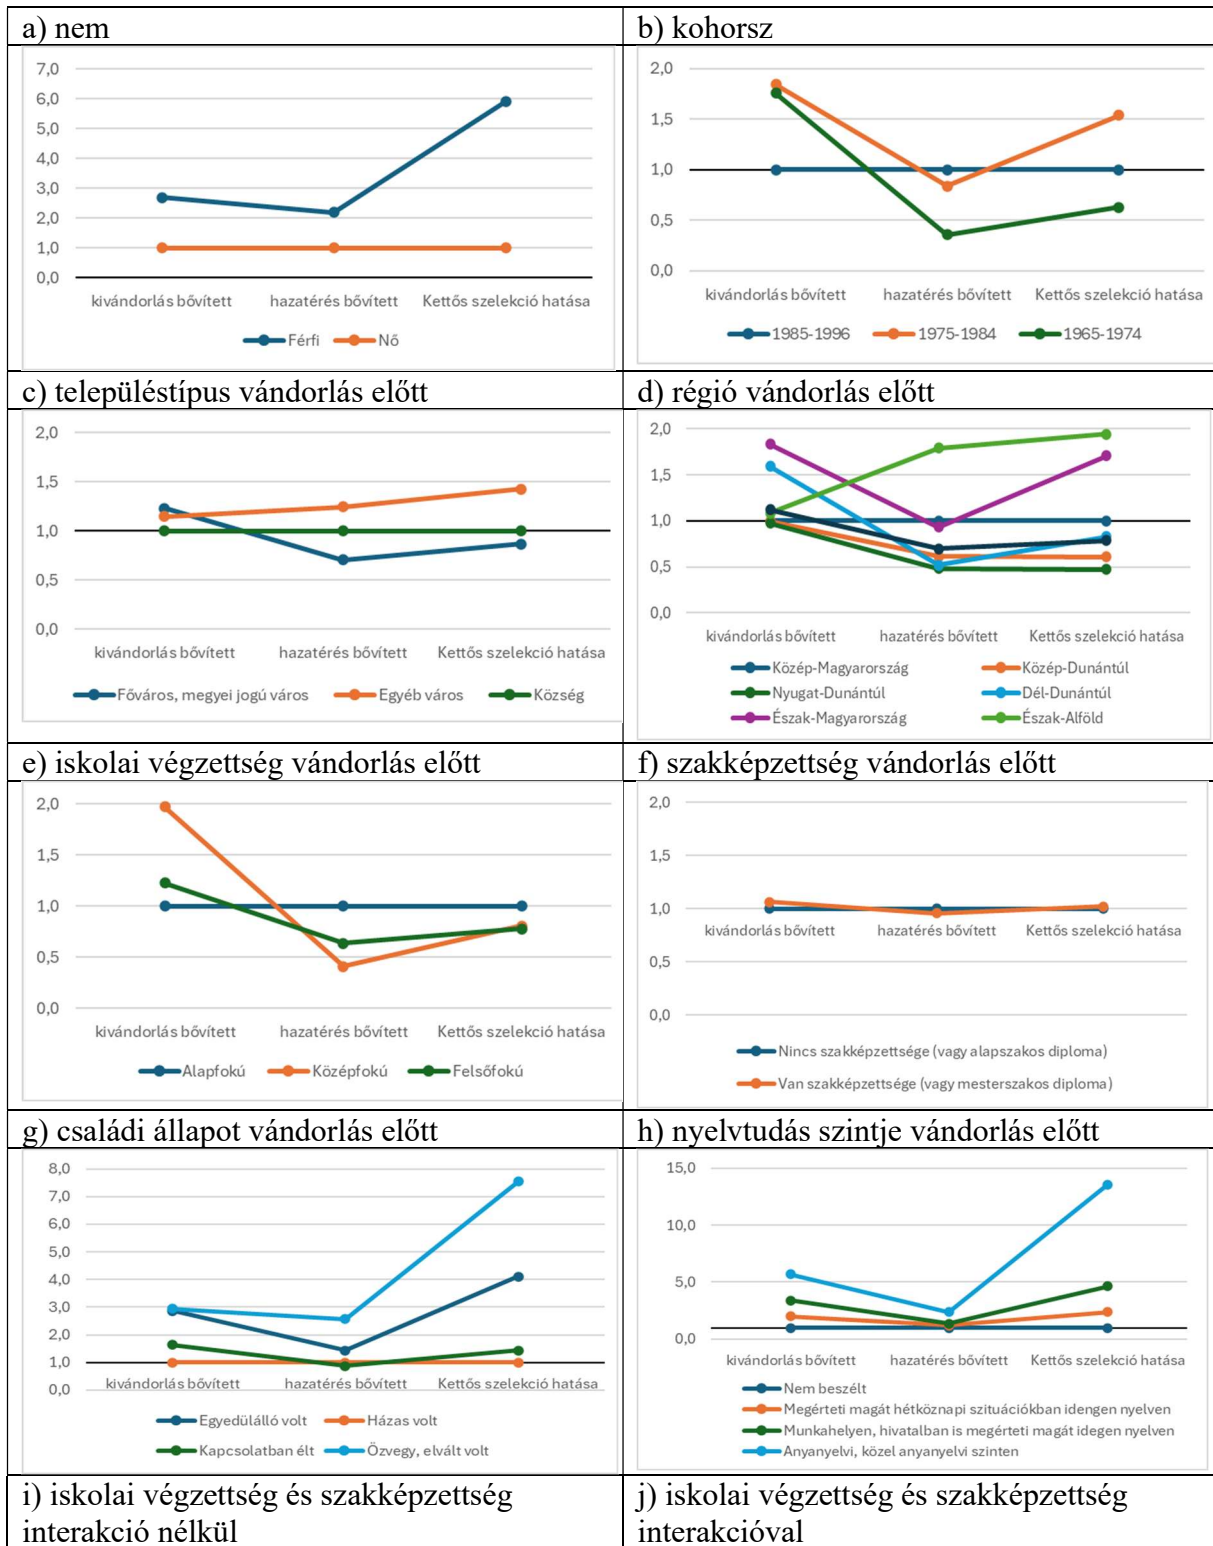 a) nem
7,0
6,0
5,0
4,0
3,0
2,0
1,0
0,0
kivándorlás bővített hazatérés bővített Kettős szelekció hatása
Férfi Nő
b) kohorsz
2,0
1,5
1,0
0,5
0,0
kivándorlás bővített hazatérés bővített Kettős szelekció hatása
1985-1996 1975-1984 1965-1974
c) településtípus vándorlás előtt
2,0
1,5
1,0
0,5
0,0
kivándorlás bővített hazatérés bővített Kettős szelekció hatása
Főváros, megyei jogú város Egyéb város Község
d) régió vándorlás előtt
2,0
1,5
1,0
0,5
0,0
kivándorlás bővített hazatérés bővített Kettős szelekció hatása
Közép-Magyarország Közép-Dunántúl
Nyugat-Dunántúl Dél-Dunántúl
Észak-Magyarország Észak-Alföld
e) iskolai végzettség vándorlás előtt
2,0
1,5
1,0
0,5
0,0
kivándorlás bővített hazatérés bővített Kettős szelekció hatása
Alapfokú Középfokú Felsőfokú
f) szakképzettség vándorlás előtt
2,0
1,5
1,0
0,5
0,0
kivándorlás bővített hazatérés bővített Kettős szelekció hatása
Nincs szakképzettsége (vagy alapszakos diploma)
Van szakképzettsége (vagy mesterszakos diploma)
g) családi állapot vándorlás előtt
8,0
7,0
6,0
5,0
4,0
3,0
2,0
1,0
0,0
kivándorlás bővített hazatérés bővített Kettős szelekció hatása
Egyedülálló volt Házas volt
Kapcsolatban élt Özvegy, elvált volt
h) nyelvtudás szintje vándorlás előtt
15,0
10,0
5,0
0,0
kivándorlás bővített hazatérés bővített Kettős szelekció hatása
Nem beszélt
Megérteti magát hétköznapi szituációkban idengen nyelven
Munkahelyen, hivatalban is megérteti magát idegen nyelven
Anyanyelvi, közel anyanyelvi szinten
i) iskolai végzettség és szakképzettség
interakció nélkül
j) iskolai végzettség és szakképzettség
interakcióval